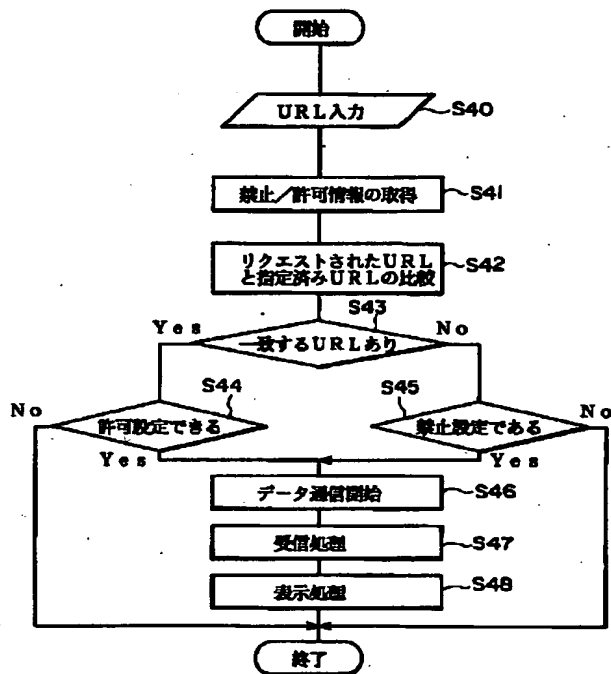 開始
URL入力
S40
禁止／許可情報の取得
S41
リクエストされたURL
と指定済みURLの比較
S42
S43
Yes
No
一致するURLあり
S44
S45
No
許可設定できる
禁止設定である
No
Yes
Yes
データ通信開始
S46
受信処理
S47
表示処理
S48
終了